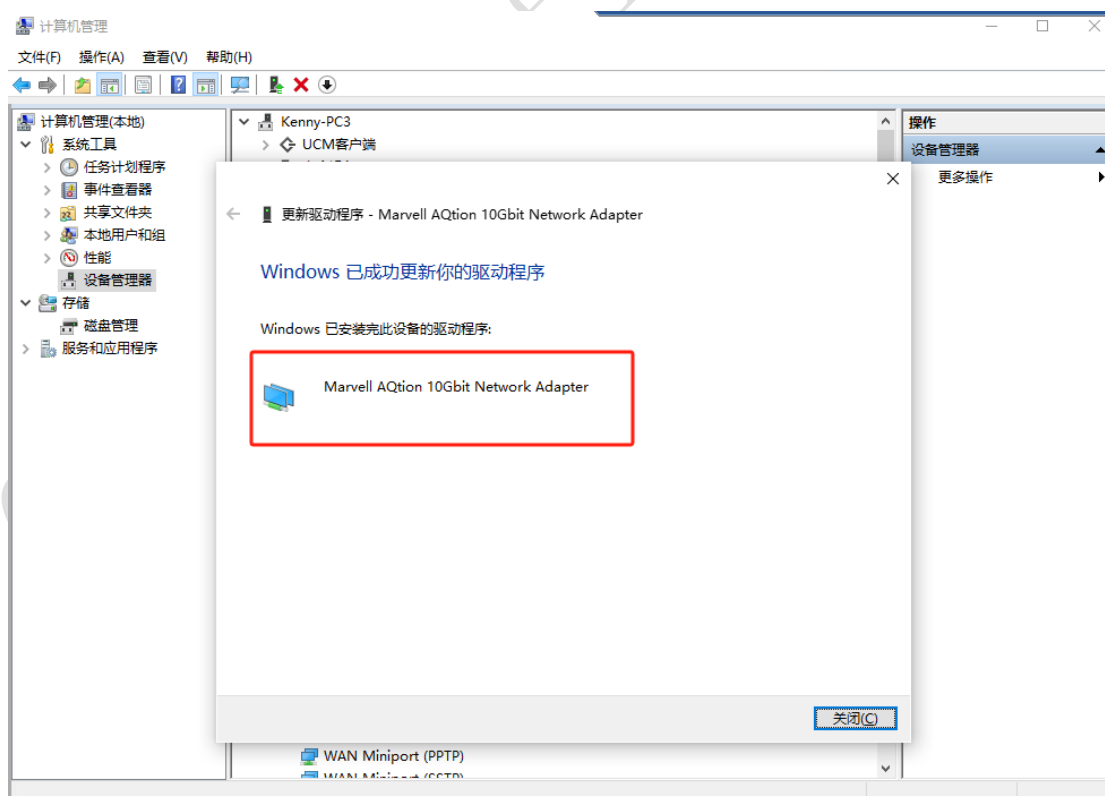 计算机管理
文件(F) 操作(A) 查看(V) 帮助(H)
计算机管理(本地)
系统工具
任务计划程序
事件查看器
共享文件夹
本地用户和组
性能
设备管理器
存储
磁盘管理
服务和应用程序
Kenny-PC3
UCM客户端
更新驱动程序 - Marvell AQtion 10Gbit Network Adapter
Windows 已成功更新你的驱动程序
Windows 已安装完此设备的驱动程序:
Marvell AQtion 10Gbit Network Adapter
关闭(C)
WAN Miniport (PPTP)
WAN Miniport (SSTP)
操作
设备管理器
更多操作